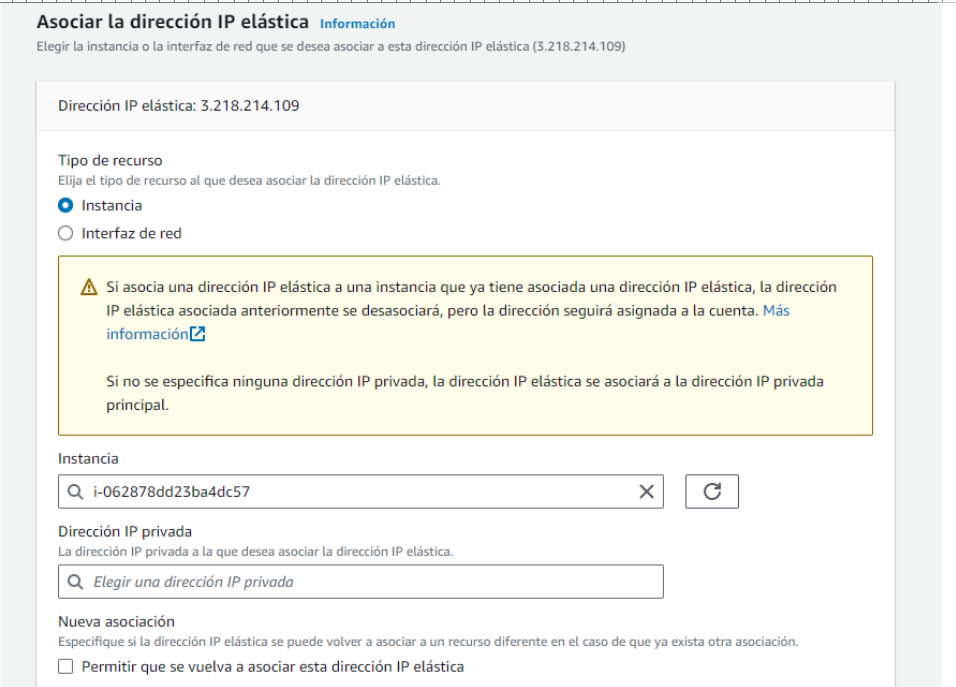 Asociar la dirección IP elástica Información
Elegir la instancia o la interfaz de red que se desea asociar a esta dirección IP elástica (3.218.214.109)
Dirección IP elástica: 3.218.214.109
Tipo de recurso
Elija el tipo de recurso al que desea asociar la dirección IP elástica.
Instancia
Interfaz de red
Si asocia una dirección IP elástica a una instancia que ya tiene asociada una dirección IP elástica, la dirección
IP elástica asociada anteriormente se desasociará, pero la dirección seguirá asignada a la cuenta. Más
información
Si no se especifica ninguna dirección IP privada, la dirección IP elástica se asociará a la dirección IP privada
principal.
Instancia
i-062878dd23ba4dc57
Dirección IP privada
La dirección IP privada a la que desea asociar la dirección IP elástica.
Elegir una dirección IP privada
Nueva asociación
Especifique si la dirección IP elástica se puede volver a asociar a un recurso diferente en el caso de que ya exista otra asociación.
Permitir que se vuelva a asociar esta dirección IP elástica